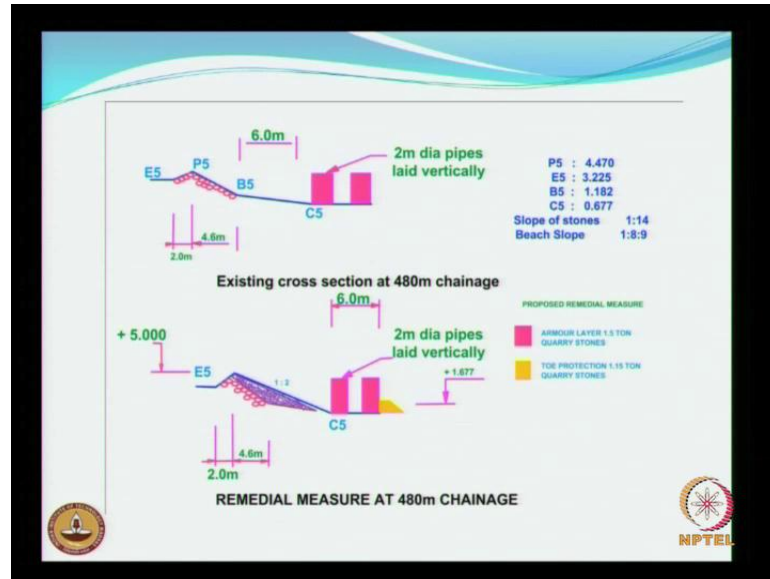 6.0m
E5
P5
B5
C5
2m dia pipes
laid vertically
4.6m
2.0m
P5 : 4.470
E5 : 3.225
B5 : 1.182
C5 : 0.677
Slope of stones 1:14
Beach Slope 1:8:9
Existing cross section at 480m chainage
6.0m
+ 5.000
E5
1 : 2
2m dia pipes
laid vertically
+ 1.677
C5
4.6m
2.0m
PROPOSED REMEDIAL MEASURE
ARMOUR LAYER 1.5 TON
QUARRY STONES
TOE PROTECTION 1.15 TON
QUARRY STONES
REMEDIAL MEASURE AT 480m CHAINAGE
NPTEL